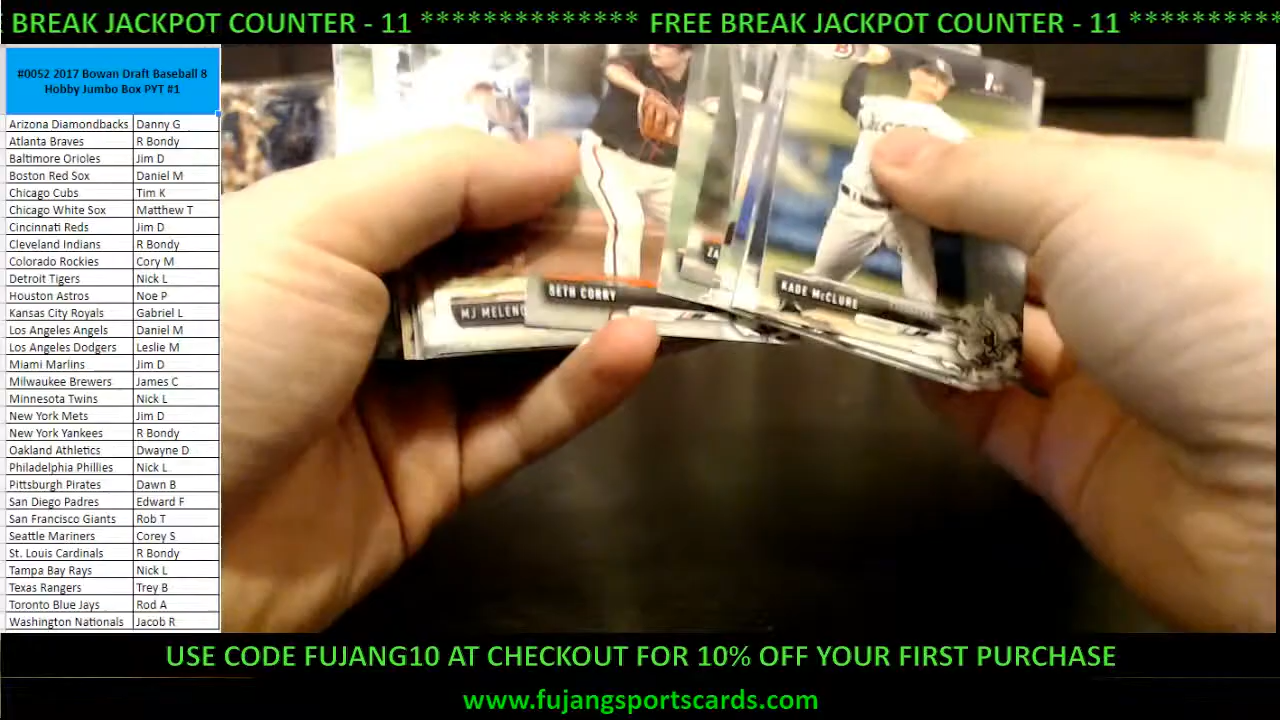 BREAK JACKPOT COUNTER - 11 ************** FREE BREAK JACKPOT COUNTER - 11 **********
#0052 2017 Bowan Draft Baseball 8
Hobby Jumbo Box PYT #1
Arizona Diamondbacks Danny G
Atlanta Braves R Bondy
Baltimore Orioles Jim D
Boston Red Sox Daniel M
Chicago Cubs Tim K
Chicago White Sox Matthew T
Cincinnati Reds Jim D
Cleveland Indians R Bondy
Colorado Rockies Cory M
Detroit Tigers Nick L
Houston Astros Noe P
Kansas City Royals Gabriel L
Los Angeles Angels Daniel M
Los Angeles Dodgers Leslie M
Miami Marlins Jim D
Milwaukee Brewers James C
Minnesota Twins Nick L
New York Mets Jim D
New York Yankees R Bondy
Oakland Athletics Dwayne D
Philadelphia Phillies Nick L
Pittsburgh Pirates Dawn B
San Diego Padres Edward F
San Francisco Giants Rob T
Seattle Mariners Corey S
St. Louis Cardinals R Bondy
Tampa Bay Rays Nick L
Texas Rangers Trey B
Toronto Blue Jays Rod A
Washington Nationals Jacob R
MJ MELEN
SETH CORRY
ZA
KADE McCLURE
USE CODE FUJANG10 AT CHECKOUT FOR 10% OFF YOUR FIRST PURCHASE
www.fujangsportscards.com